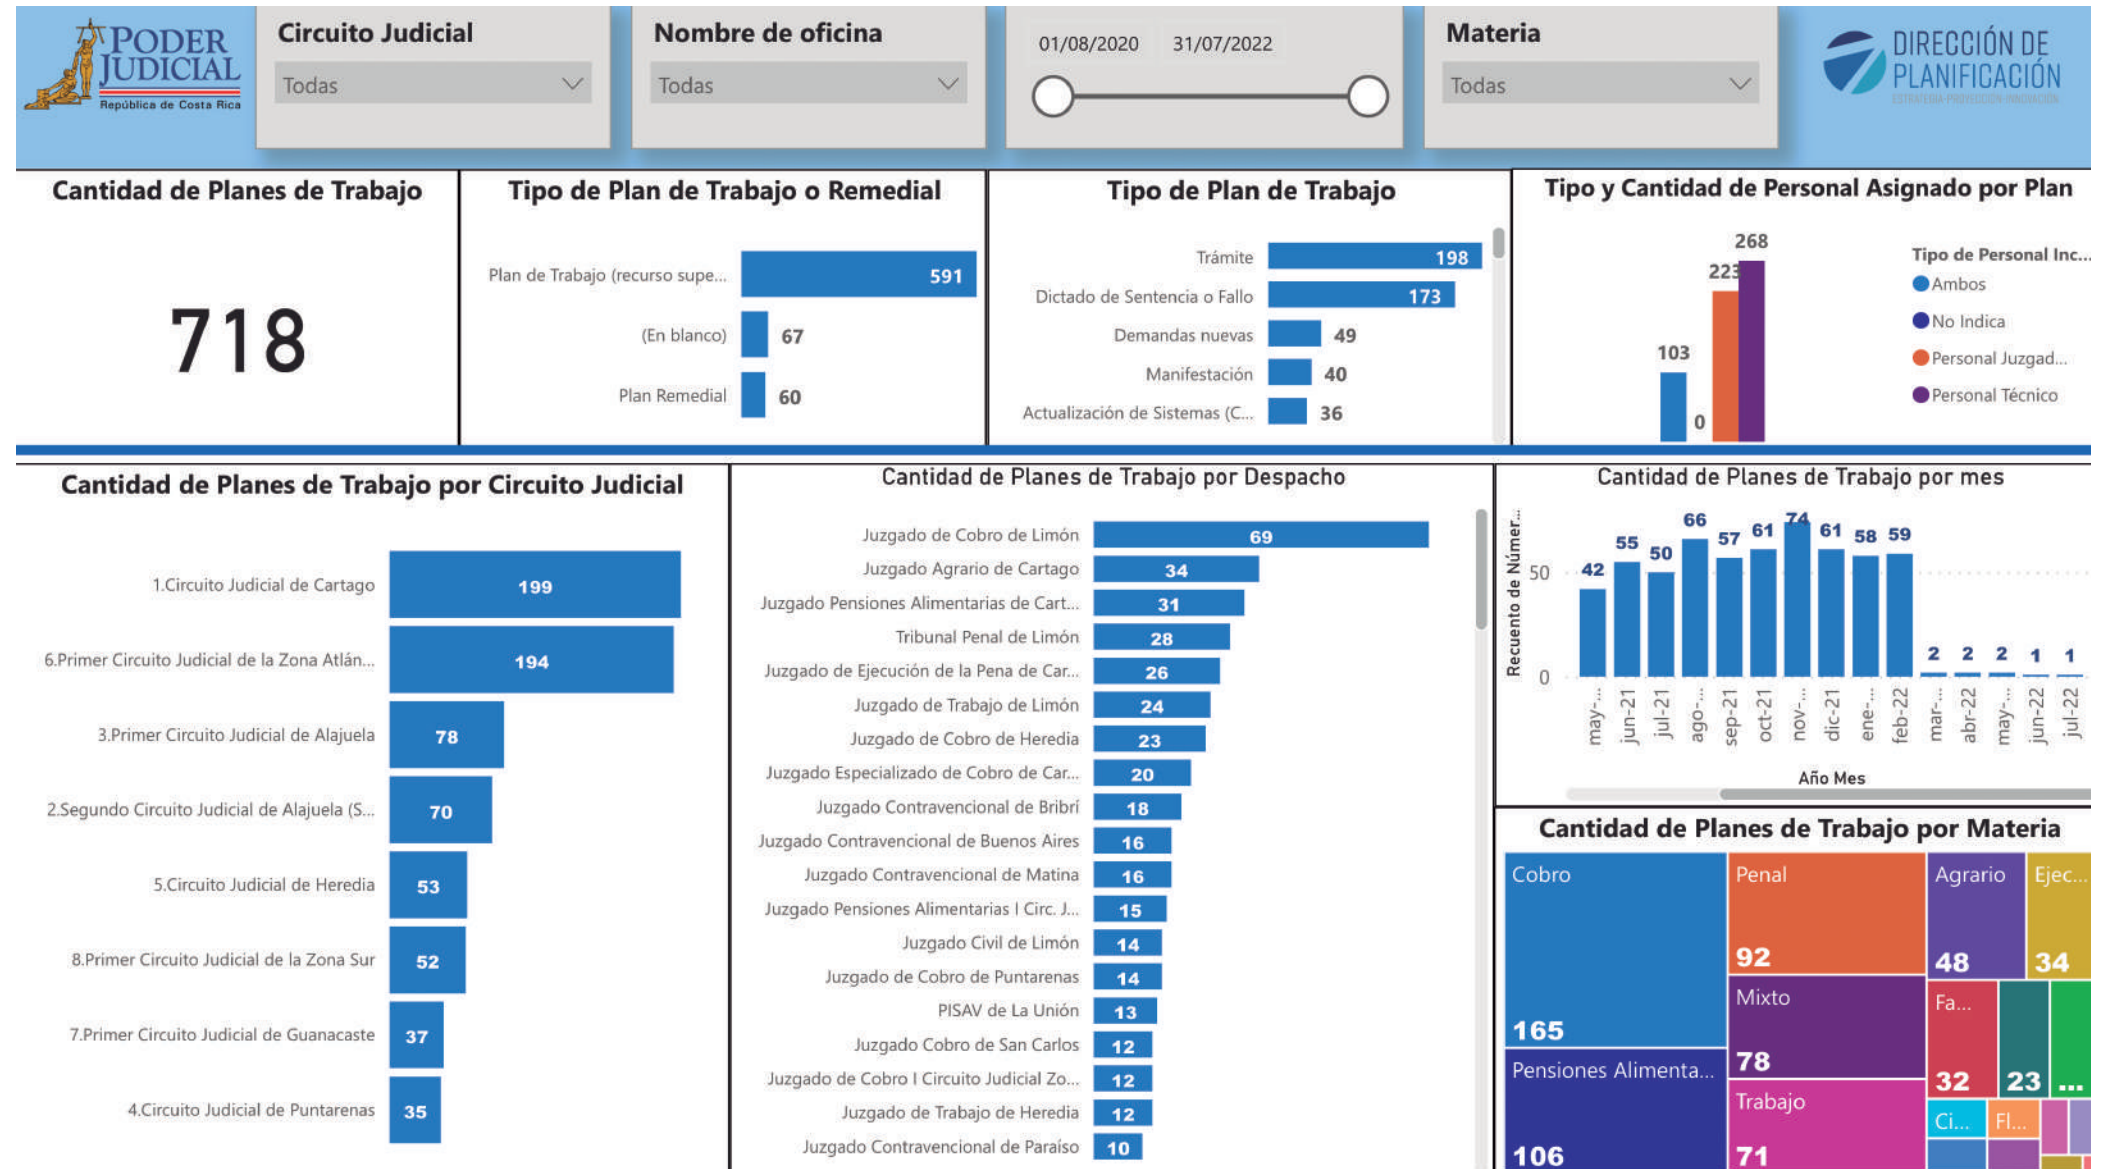 PODER
JUDICIAL
República de Costa Rica
Circuito Judicial
Todas
Nombre de oficina
Todas
01/08/2020 31/07/2022
Materia
Todas
DIRECCIÓN DE
PLANIFICACIÓN
ESTRATEGIA-PROYECCIÓN-INNOVACIÓN
Cantidad de Planes de Trabajo
718
Tipo de Plan de Trabajo o Remedial
Plan de Trabajo (recurso supe... 591
(En blanco) 67
Plan Remedial 60
Tipo de Plan de Trabajo
Trámite 198
Dictado de Sentencia o Fallo 173
Demandas nuevas 49
Manifestación 40
Actualización de Sistemas (C... 36
Tipo y Cantidad de Personal Asignado por Plan
268
223
103
0
Tipo de Personal Inc...
Ambos
No Indica
Personal Juzgad...
Personal Técnico
Cantidad de Planes de Trabajo por Circuito Judicial
1.Circuito Judicial de Cartago 199
6.Primer Circuito Judicial de la Zona Atlán... 194
3.Primer Circuito Judicial de Alajuela 78
2.Segundo Circuito Judicial de Alajuela (S... 70
5.Circuito Judicial de Heredia 53
8.Primer Circuito Judicial de la Zona Sur 52
7.Primer Circuito Judicial de Guanacaste 37
4.Circuito Judicial de Puntarenas 35
Cantidad de Planes de Trabajo por Despacho
Juzgado de Cobro de Limón 69
Juzgado Agrario de Cartago 34
Juzgado Pensiones Alimentarias de Cart... 31
Tribunal Penal de Limón 28
Juzgado de Ejecución de la Pena de Car... 26
Juzgado de Trabajo de Limón 24
Juzgado de Cobro de Heredia 23
Juzgado Especializado de Cobro de Car... 20
Juzgado Contravencional de Bribrí 18
Juzgado Contravencional de Buenos Aires 16
Juzgado Contravencional de Matina 16
Juzgado Pensiones Alimentarias I Circ. J... 15
Juzgado Civil de Limón 14
Juzgado de Cobro de Puntarenas 14
PISAV de La Unión 13
Juzgado Cobro de San Carlos 12
Juzgado de Cobro I Circuito Judicial Zo... 12
Juzgado de Trabajo de Heredia 12
Juzgado Contravencional de Paraíso 10
Cantidad de Planes de Trabajo por mes
Recuento de Númer...
50
0
42 55 50 66 57 61 74 61 58 59 2 2 2 1 1
may-... jun-21 jul-21 ago-... sep-21 oct-21 nov-... dic-21 ene-... feb-22 mar-... abr-22 may-... jun-22 jul-22
Año Mes
Cantidad de Planes de Trabajo por Materia
Cobro
165
Pensiones Alimenta...
106
Penal
92
Mixto
78
Trabajo
71
Agrario
48
Ejec...
34
Fa...
32
23
...
Ci...
Fl...